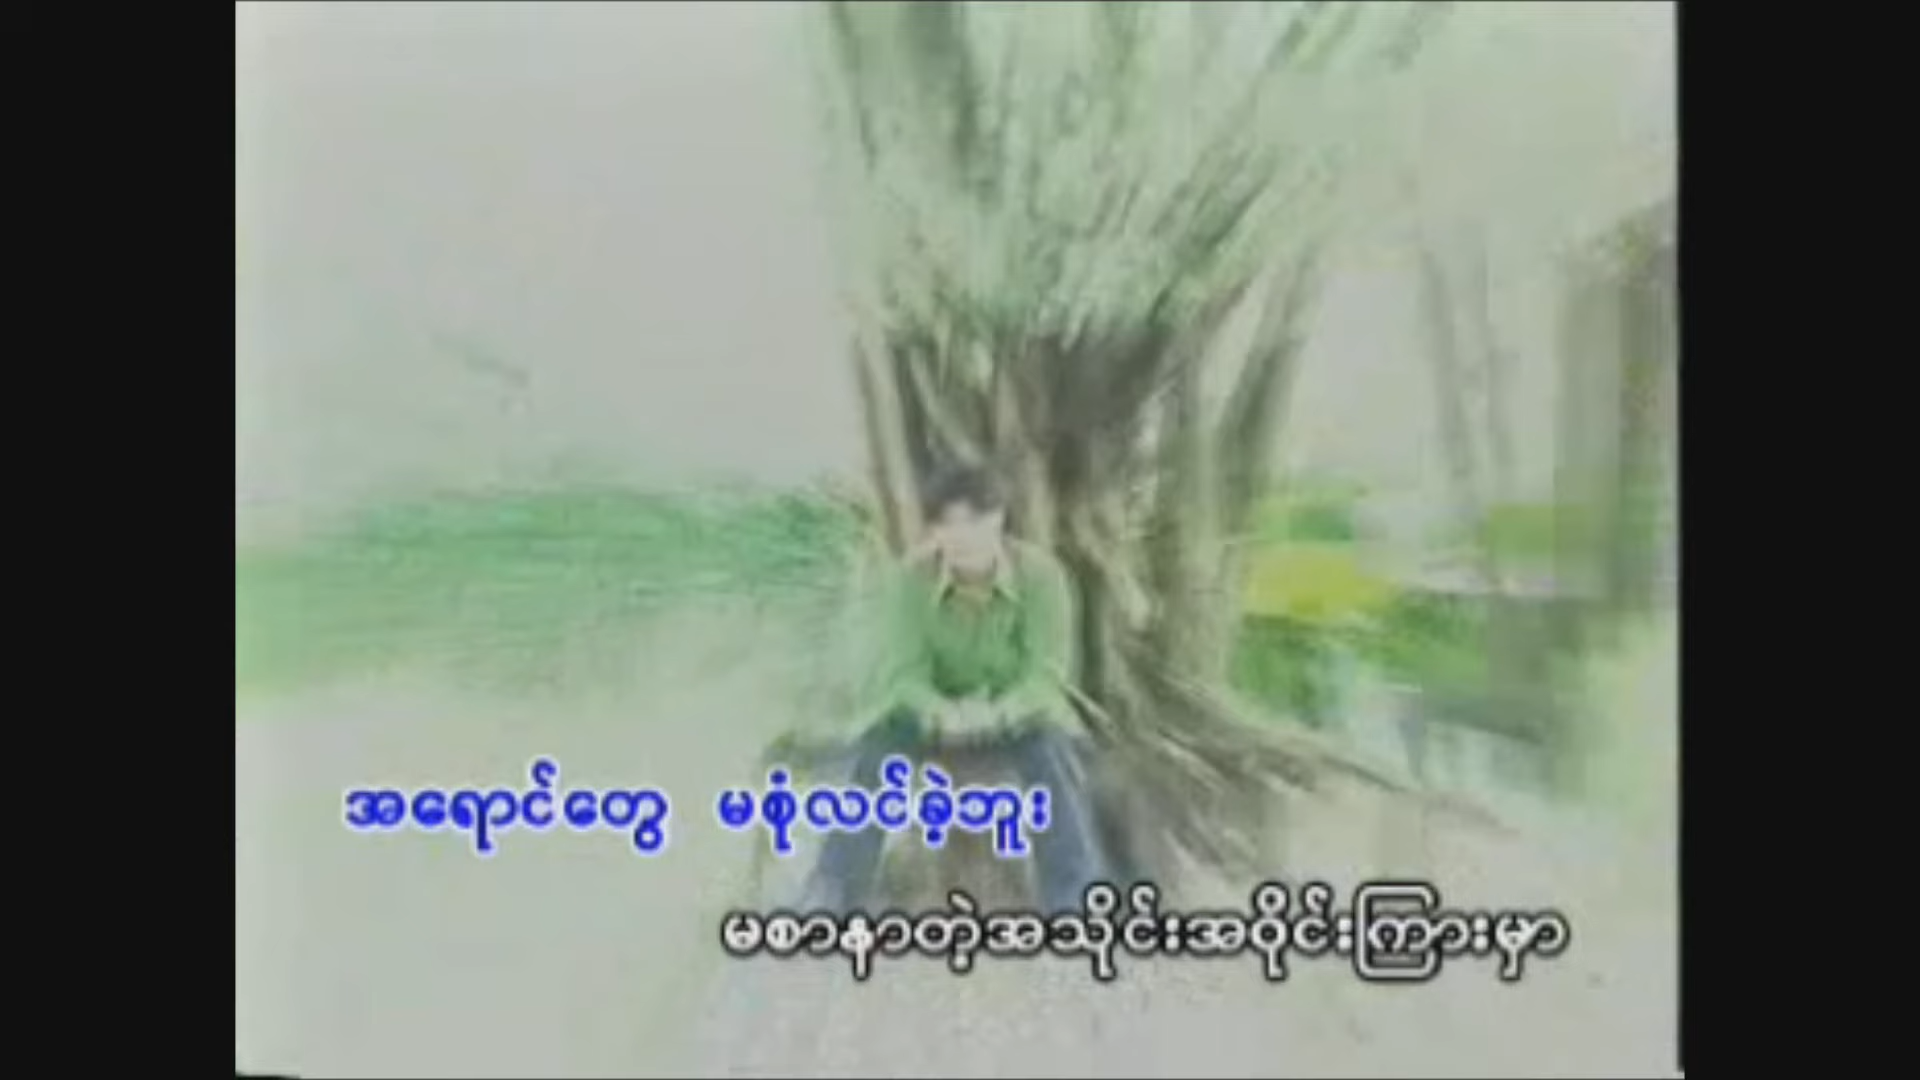 အရောင်တွေ မစုံလင်ခဲ့ဘူး
မစာနာတဲ့အသိုင်းအဝိုင်းကြားမှာ